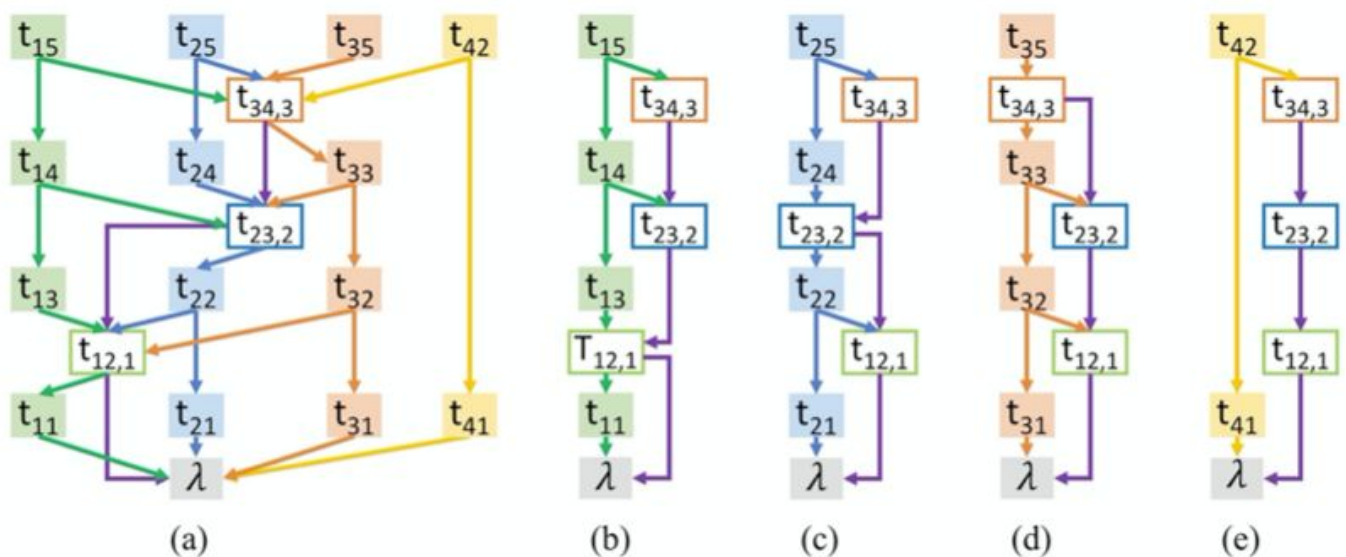 t15 t25 t35 t42 t15 t25 t35 t42
t34,3 t34,3 t34,3 t34,3 t34,3
t14 t24 t33 t14 t24 t33
t23,2 t23,2 t23,2 t23,2 t23,2
t13 t22 t32 t13 t22 t32
t12,1 T12,1 t12,1 t12,1 t12,1
t11 t21 t31 t41 t11 t21 t31 t41
λ λ λ λ λ
(a) (b) (c) (d) (e)